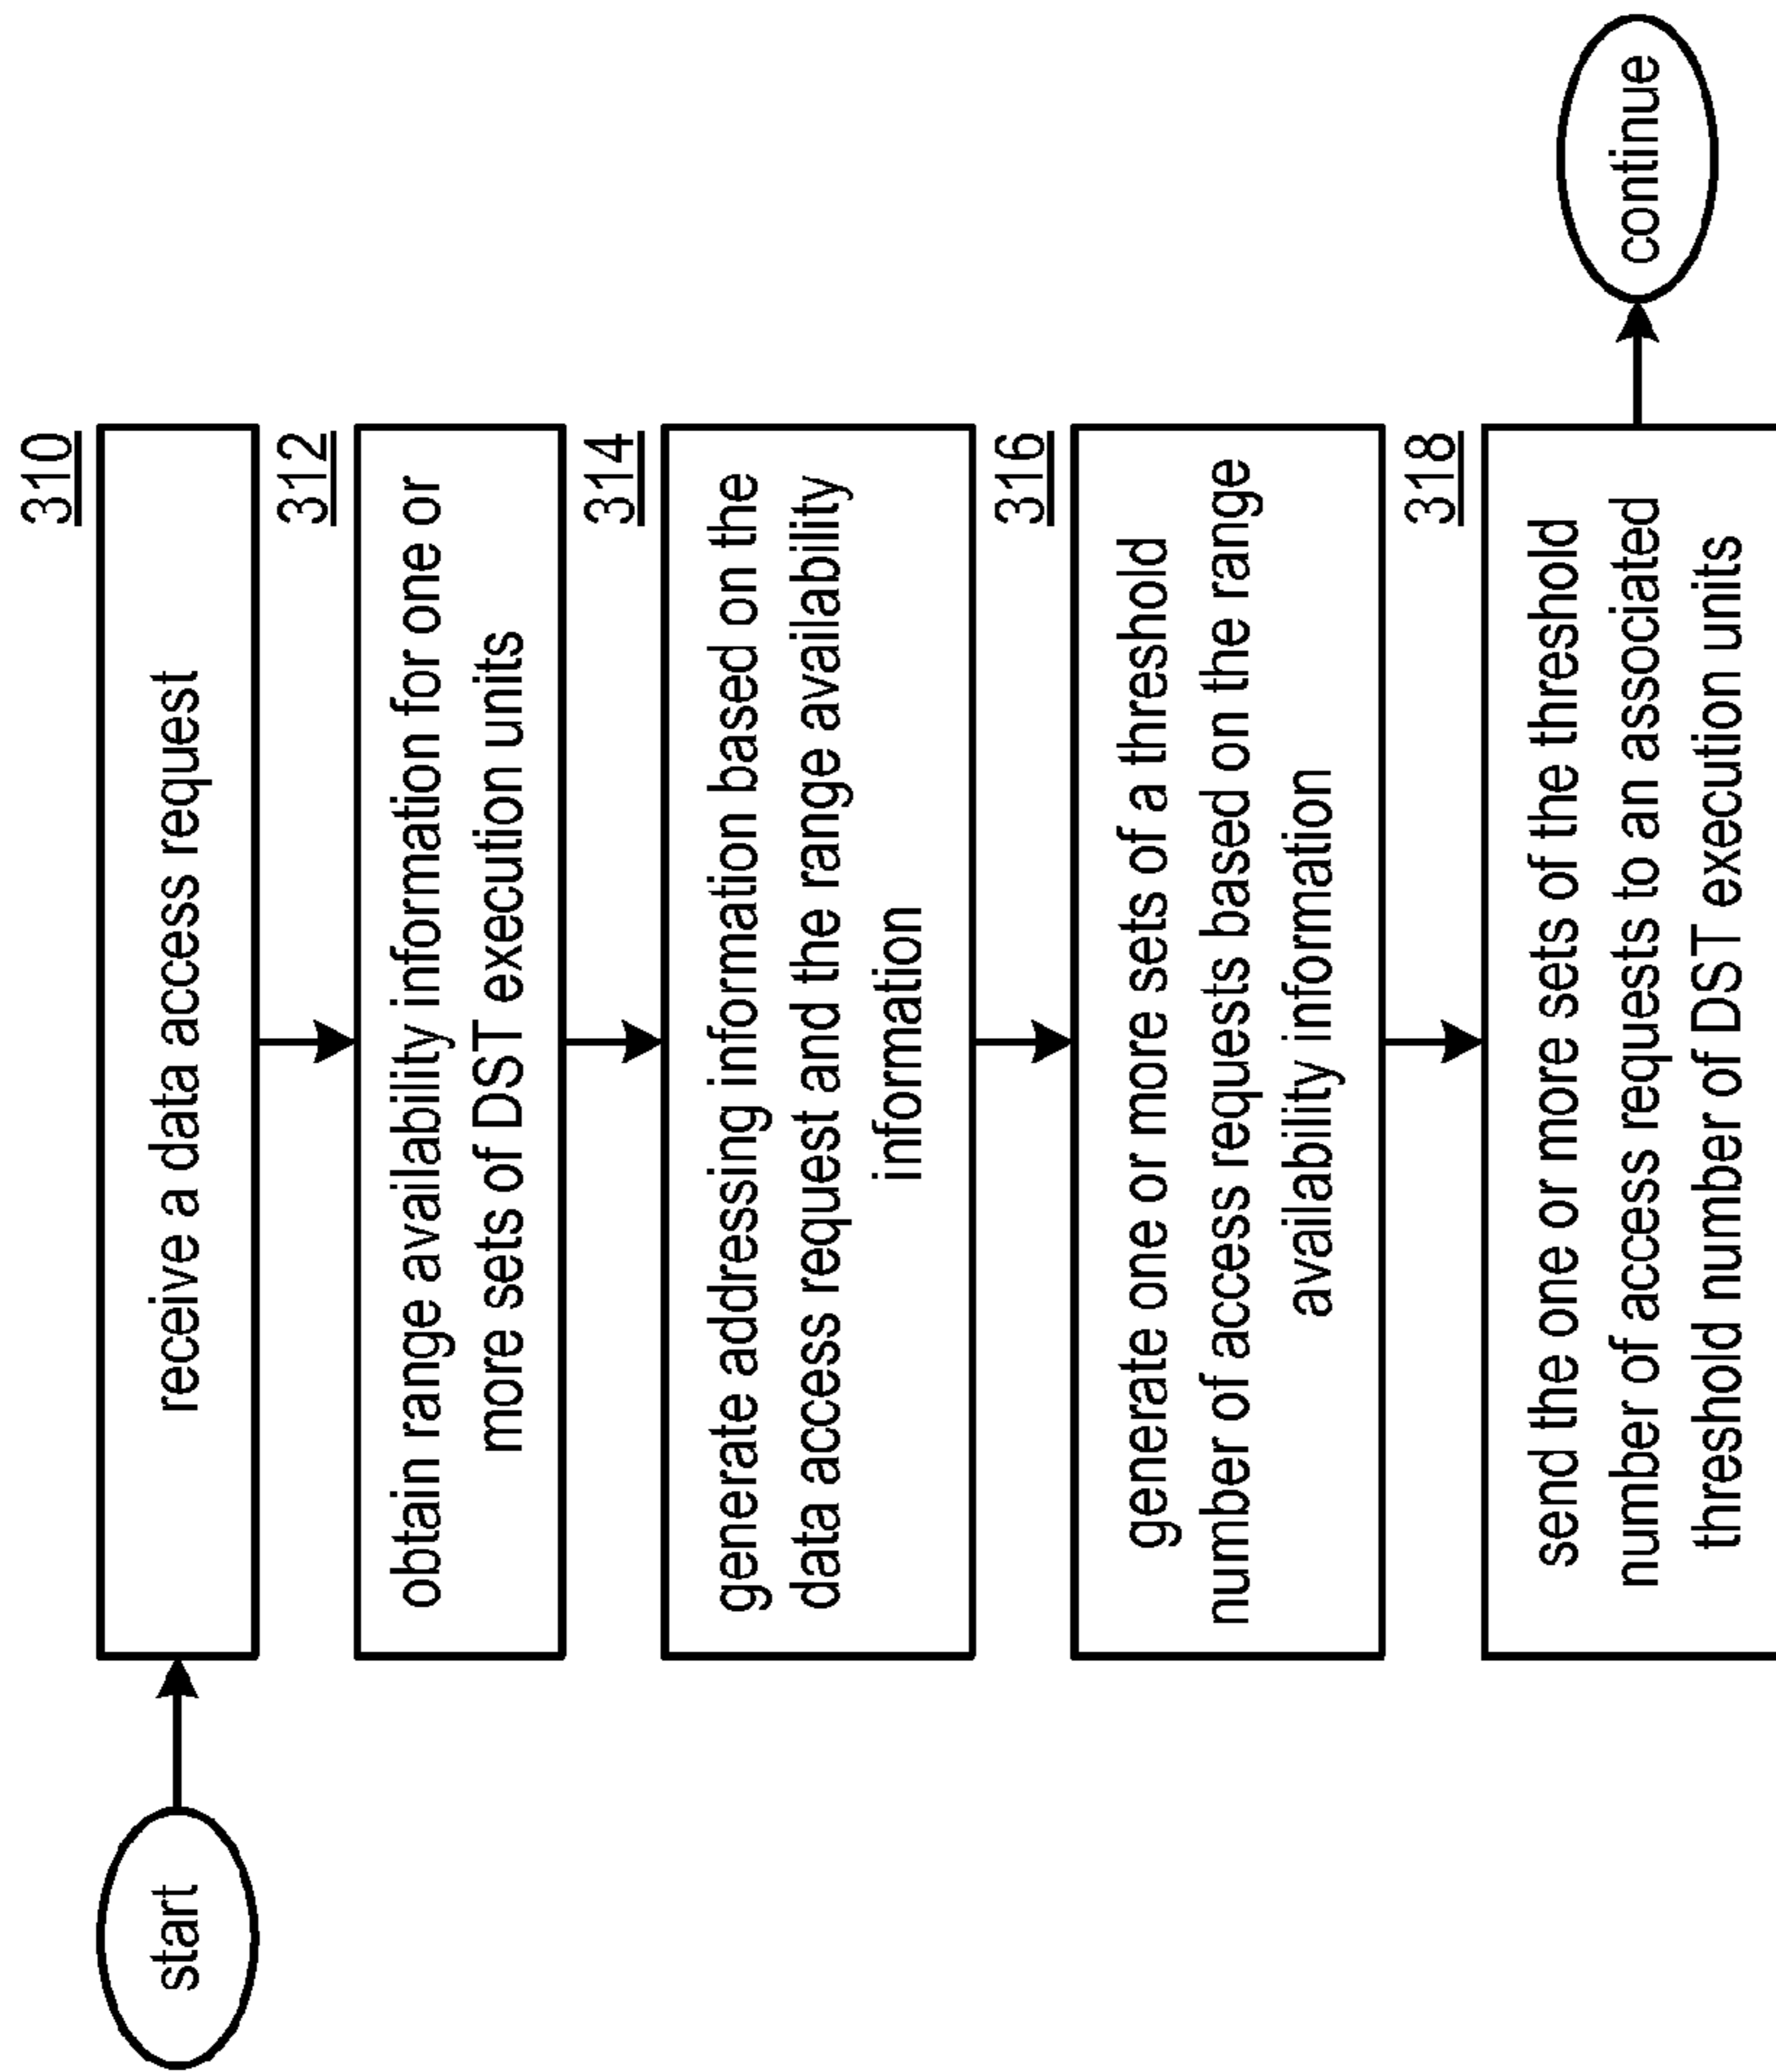 start
310
receive a data access request
312
obtain range availability information for one or
more sets of DST execution units
314
generate addressing information based on the
data access request and the range availability
information
316
generate one or more sets of a threshold
number of access requests based on the range
availability information
318
send the one or more sets of the threshold
number of access requests to an associated
threshold number of DST execution units
continue